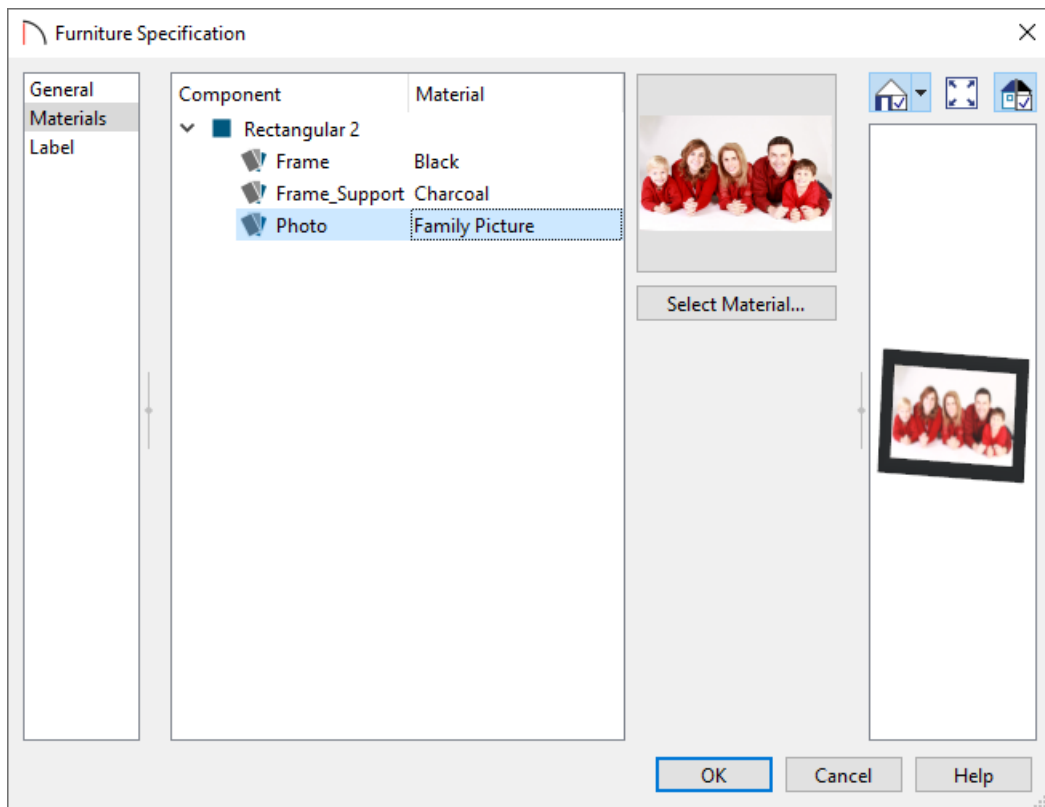 Furniture Specification
General
Materials
Label
Component Material
Rectangular 2
Frame Black
Frame_Support Charcoal
Photo Family Picture
Select Material...
OK Cancel Help